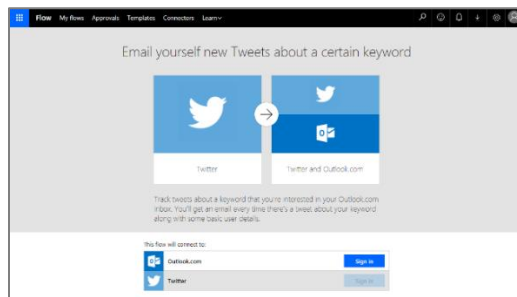 Flow My flows Approvals Templates Connectors Learn
Email yourself new Tweets about a certain keyword
Twitter
Twitter and Outlook.com
Track tweets about a keyword that you're interested in your Outlook.com
inbox. You'll get an email every time there's a tweet about your keyword
along with some basic user details.
This flow will connect to:
Outlook.com Sign in
Twitter Sign in